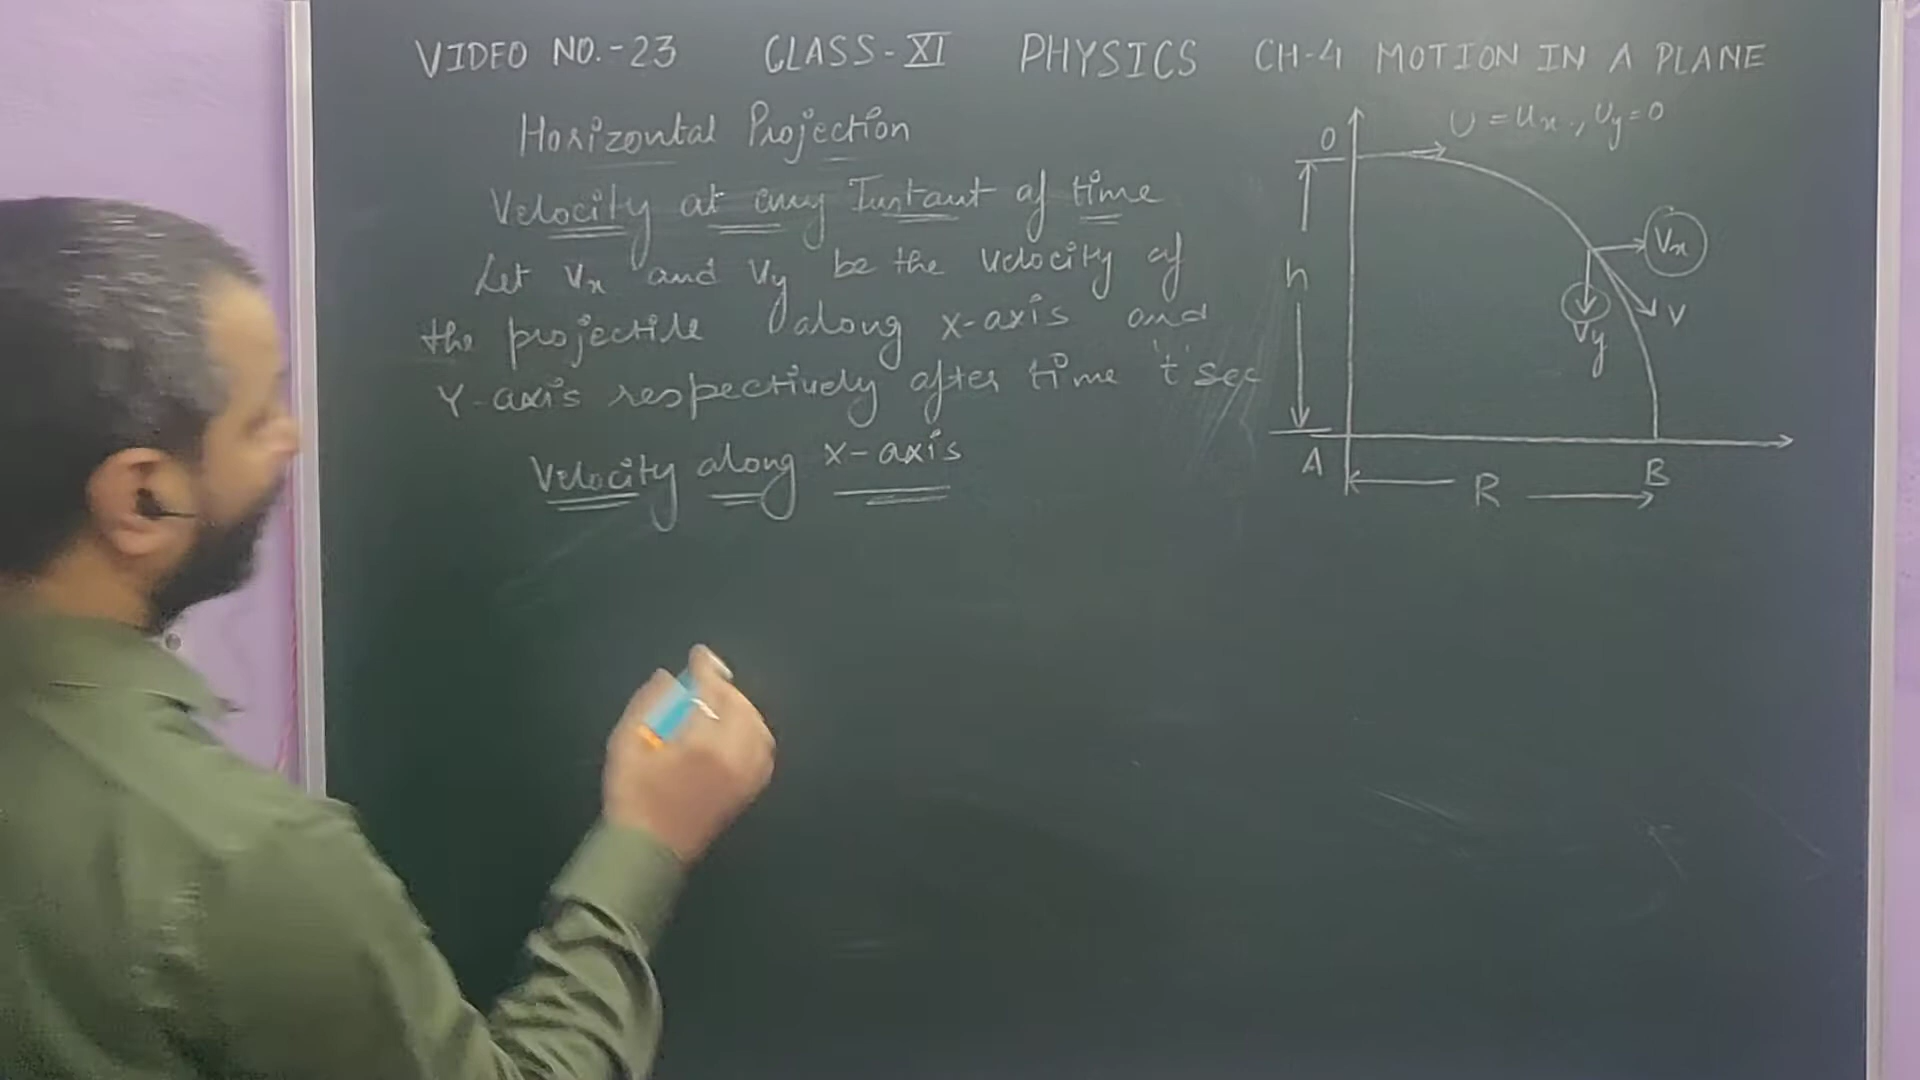 VIDEO NO.-23 CLASS-XI PHYSICS CH-4 MOTION IN A PLANE
Horizontal Projection
Velocity at any Instant of time
Let Vx and Vy be the velocity of
the projectile along X-axis and
Y-axis respectively after time 't' sec
Velocity along X-axis
U = Ux., Uy=0
O
Vx
h
Vy
V
A
B
R